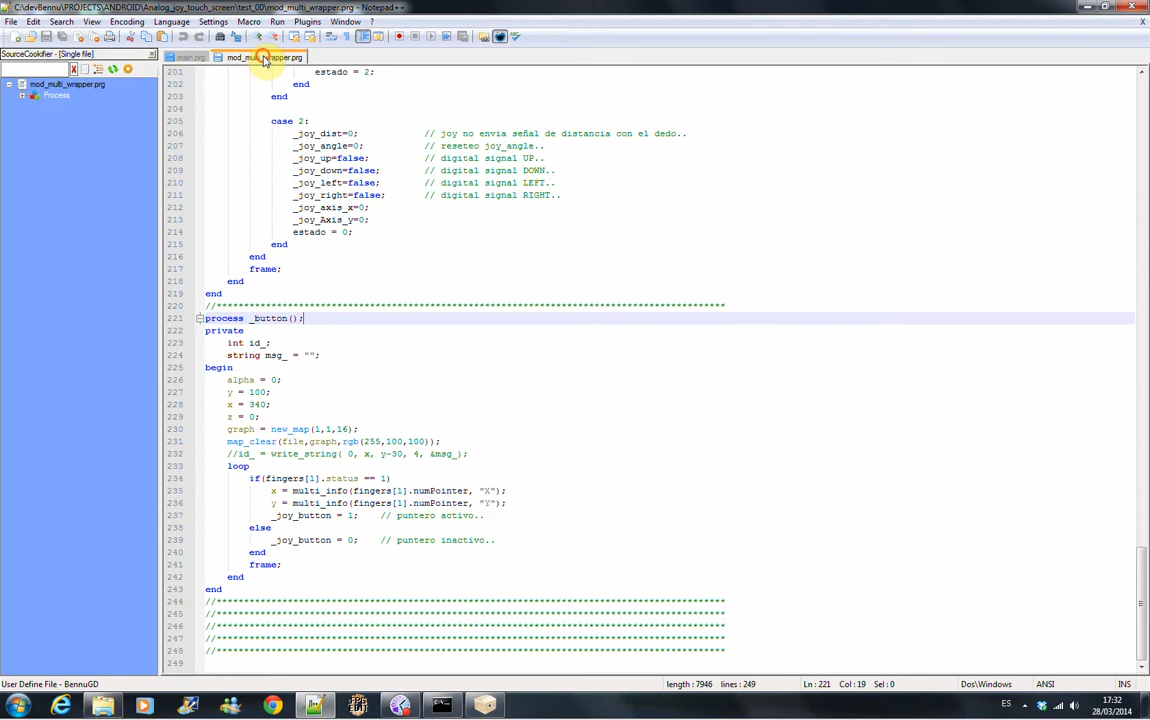 C:\devBennu\PROJECTS\ANDROID\Analog_joy_touch_screen\test_00\mod_multi_wrapper.prg - Notepad++
File Edit Search View Encoding Language Settings Macro Run Plugins Window ? X
SourceCookifier - [Single file]
main.prg mod_multi_wrapper.prg
mod_multi_wrapper.prg
Process
201 estado = 2;
202 end
203 end
204
205 case 2:
206 _joy_dist=0; // joy no envia señal de distancia con el dedo..
207 _joy_angle=0; // reseteo joy_angle..
208 _joy_up=false; // digital signal UP..
209 _joy_down=false; // digital signal DOWN..
210 _joy_left=false; // digital signal LEFT..
211 _joy_right=false; // digital signal RIGHT..
212 _joy_axis_x=0;
213 _joy_Axis_y=0;
214 estado = 0;
215 end
216 end
217 frame;
218 end
219 end
220 //***********************************************************************************************
221 process _button();
222 private
223 int id_;
224 string msg_ = "";
225 begin
226 alpha = 0;
227 y = 100;
228 x = 340;
229 z = 0;
230 graph = new_map(1,1,16);
231 map_clear(file,graph,rgb(255,100,100));
232 //id_ = write_string( 0, x, y-30, 4, &msg_);
233 loop
234 if(fingers[1].status == 1)
235 x = multi_info(fingers[1].numPointer, "X");
236 y = multi_info(fingers[1].numPointer, "Y");
237 _joy_button = 1; // puntero activo..
238 else
239 _joy_button = 0; // puntero inactivo..
240 end
241 frame;
242 end
243 end
244 //***********************************************************************************************
245 //***********************************************************************************************
246 //***********************************************************************************************
247 //***********************************************************************************************
248 //***********************************************************************************************
249
User Define File - BennuGD length : 7946 lines : 249 Ln : 221 Col : 19 Sel : 0 Dos\Windows ANSI INS
ES 17:32
28/03/2014